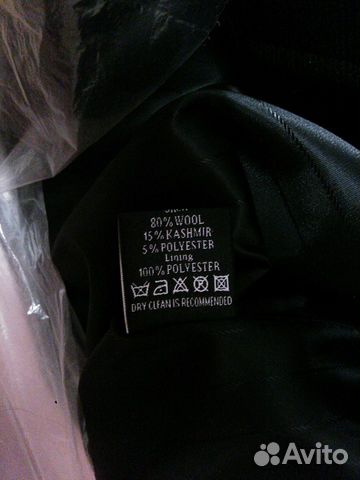 80% WOOL
15% KASHMIR
5% POLYESTER
Lining
100% POLYESTER
DRY CLEAN IS RECOMMENDED
Avito